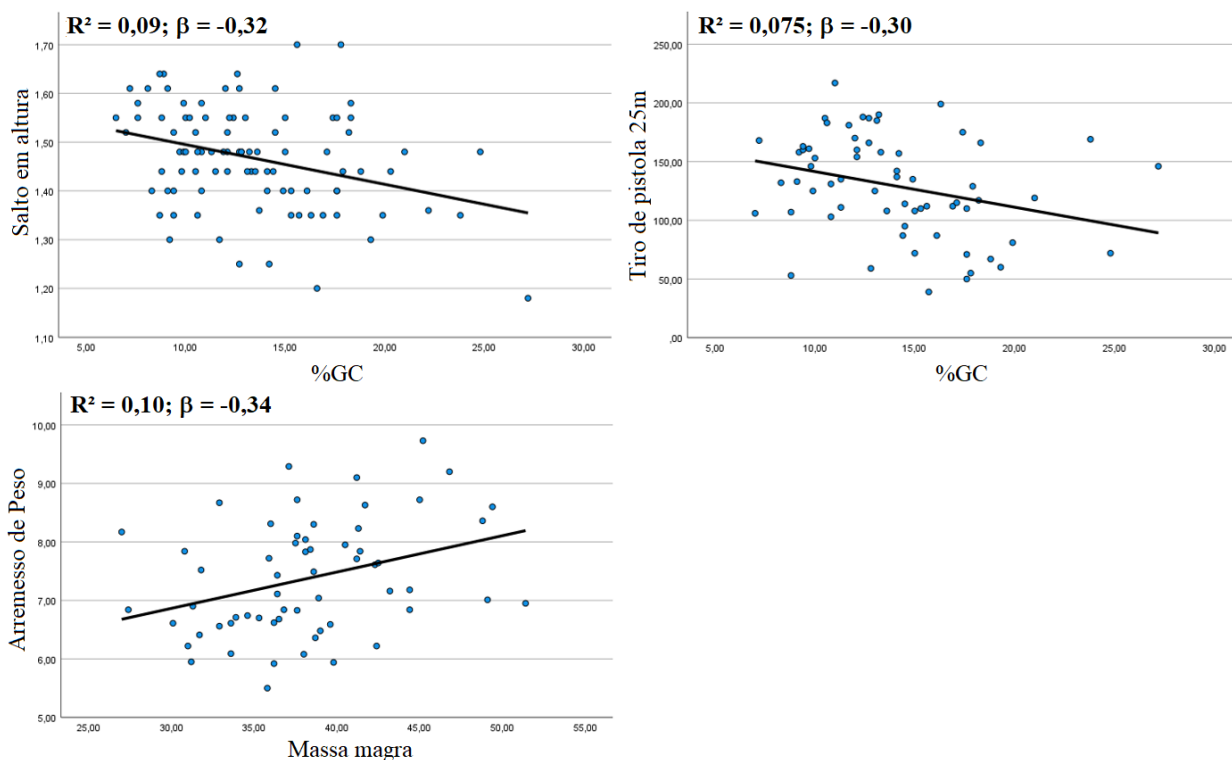 R² = 0,09; β = -0,32
Salto em altura
1,70
1,60
1,50
1,40
1,30
1,20
1,10
5,00 10,00 15,00 20,00 25,00 30,00
%GC
R² = 0,075; β = -0,30
Tiro de pistola 25m
250,00
200,00
150,00
100,00
50,00
,00
5,00 10,00 15,00 20,00 25,00 30,00
%GC
R² = 0,10; β = -0,34
Arremesso de Peso
10,00
9,00
8,00
7,00
6,00
5,00
25,00 30,00 35,00 40,00 45,00 50,00 55,00
Massa magra